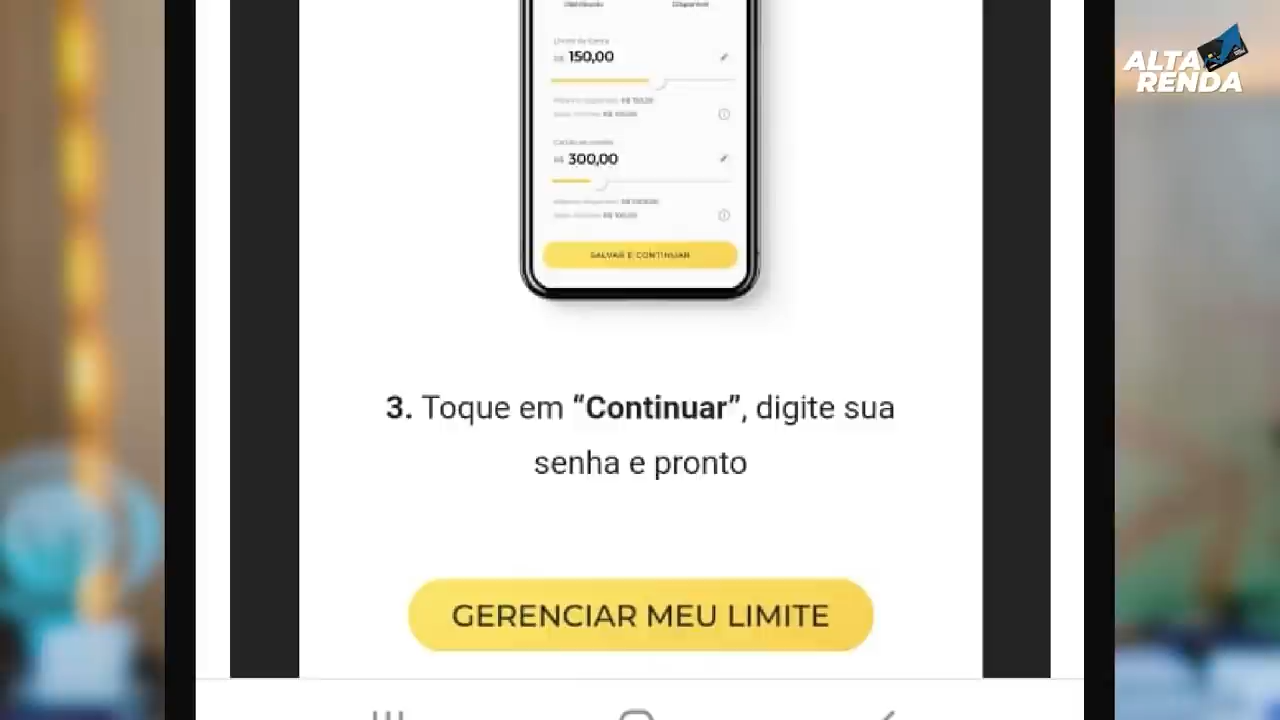 ALTA
RENDA
R$ 150,00
R$ 300,00
SALVAR E CONTINUAR
3. Toque em “Continuar”, digite sua
senha e pronto
GERENCIAR MEU LIMITE